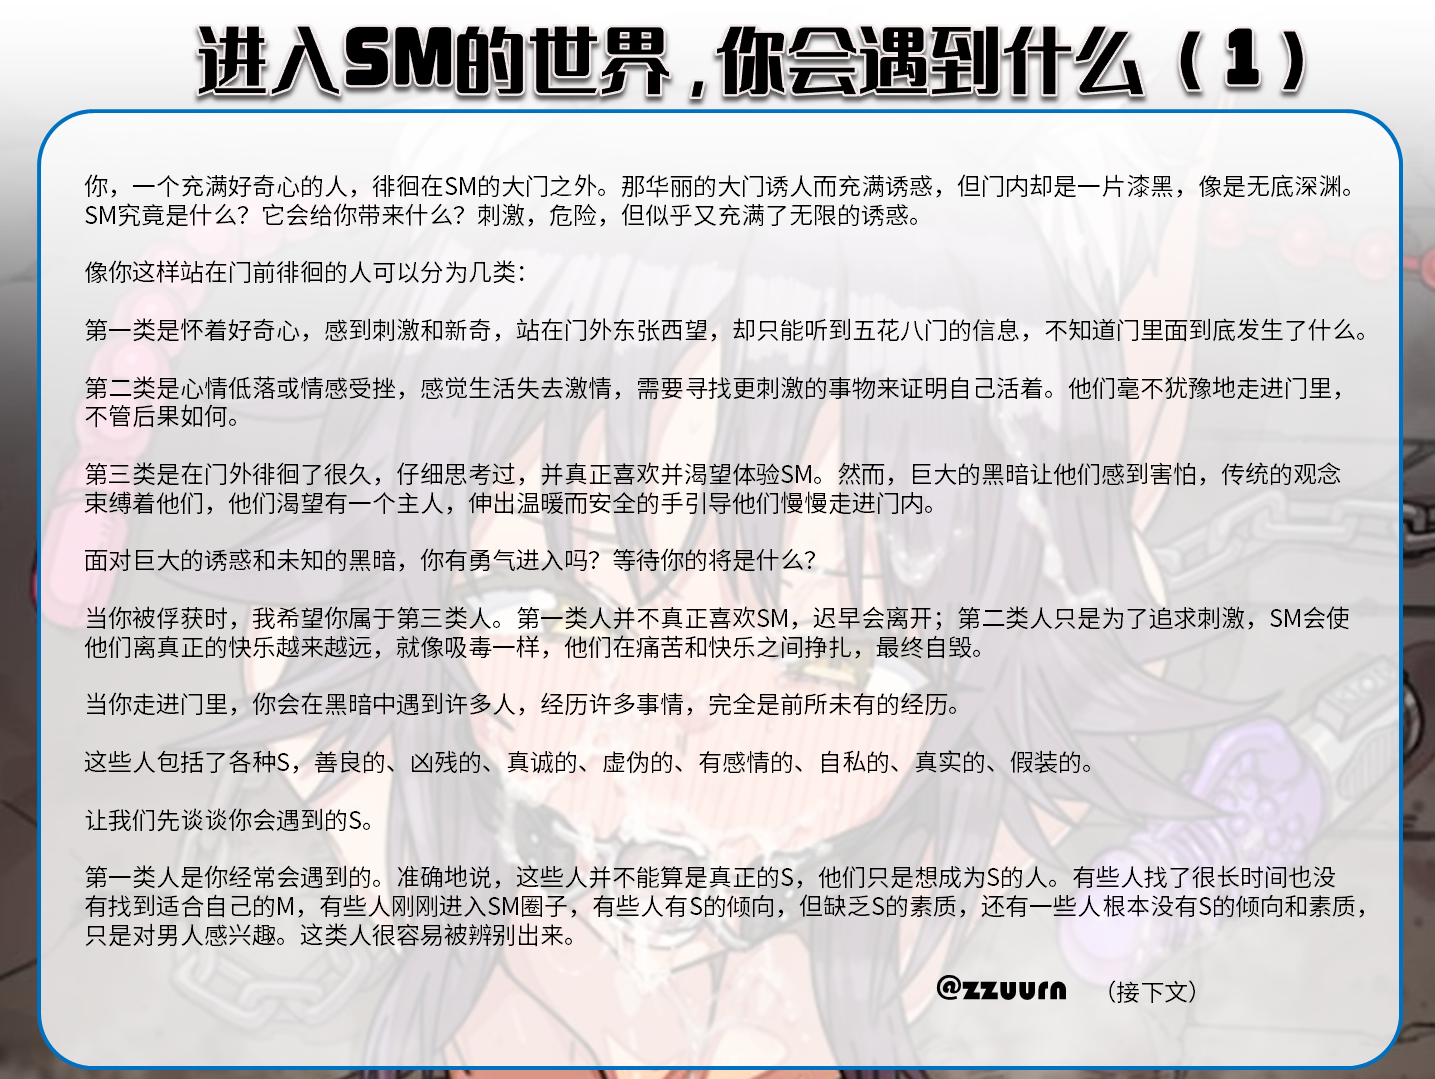 进入SM的世界,你会遇到什么（1）
你，一个充满好奇心的人，徘徊在SM的大门之外。那华丽的大门诱人而充满诱惑，但门内却是一片漆黑，像是无底深渊。
SM究竟是什么？它会给你带来什么？刺激，危险，但似乎又充满了无限的诱惑。
像你这样站在门前徘徊的人可以分为几类：
第一类是怀着好奇心，感到刺激和新奇，站在门外东张西望，却只能听到五花八门的信息，不知道门里面到底发生了什么。
第二类是心情低落或情感受挫，感觉生活失去激情，需要寻找更刺激的事物来证明自己活着。他们毫不犹豫地走进门里，
不管后果如何。
第三类是在门外徘徊了很久，仔细思考过，并真正喜欢并渴望体验SM。然而，巨大的黑暗让他们感到害怕，传统的观念
束缚着他们，他们渴望有一个主人，伸出温暖而安全的手引导他们慢慢走进门内。
面对巨大的诱惑和未知的黑暗，你有勇气进入吗？等待你的将是什么？
当你被俘获时，我希望你属于第三类人。第一类人并不真正喜欢SM，迟早会离开；第二类人只是为了追求刺激，SM会使
他们离真正的快乐越来越远，就像吸毒一样，他们在痛苦和快乐之间挣扎，最终自毁。
当你走进门里，你会在黑暗中遇到许多人，经历许多事情，完全是前所未有的经历。
这些人包括了各种S，善良的、凶残的、真诚的、虚伪的、有感情的、自私的、真实的、假装的。
让我们先谈谈你会遇到的S。
第一类人是你经常会遇到的。准确地说，这些人并不能算是真正的S，他们只是想成为S的人。有些人找了很长时间也没
有找到适合自己的M，有些人刚刚进入SM圈子，有些人有S的倾向，但缺乏S的素质，还有一些人根本没有S的倾向和素质，
只是对男人感兴趣。这类人很容易被辨别出来。
@zzuurn （接下文）